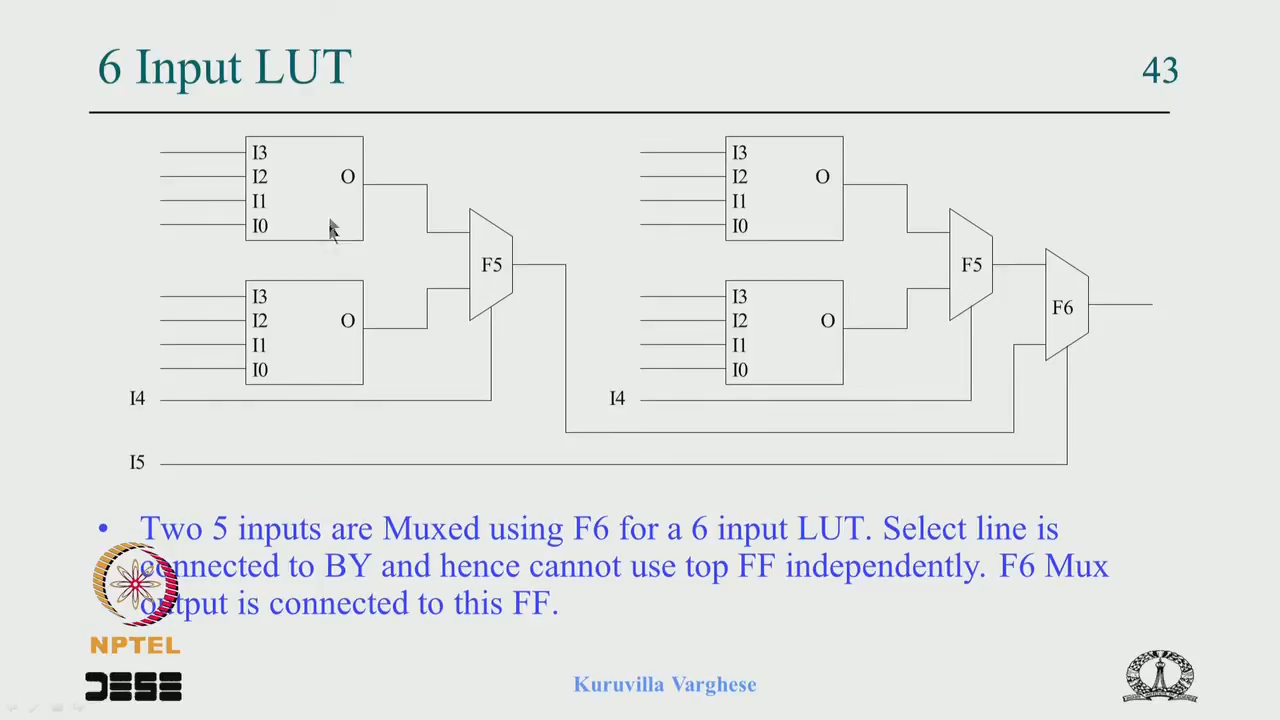 6 Input LUT
43
I3
I2
I1
I0
O
I3
I2
I1
I0
O
F5
I4
I5
I3
I2
I1
I0
O
I3
I2
I1
I0
O
F5
I4
F6
• Two 5 inputs are Muxed using F6 for a 6 input LUT. Select line is
connected to BY and hence cannot use top FF independently. F6 Mux
output is connected to this FF.
NPTEL
DESE
Kuruvilla Varghese